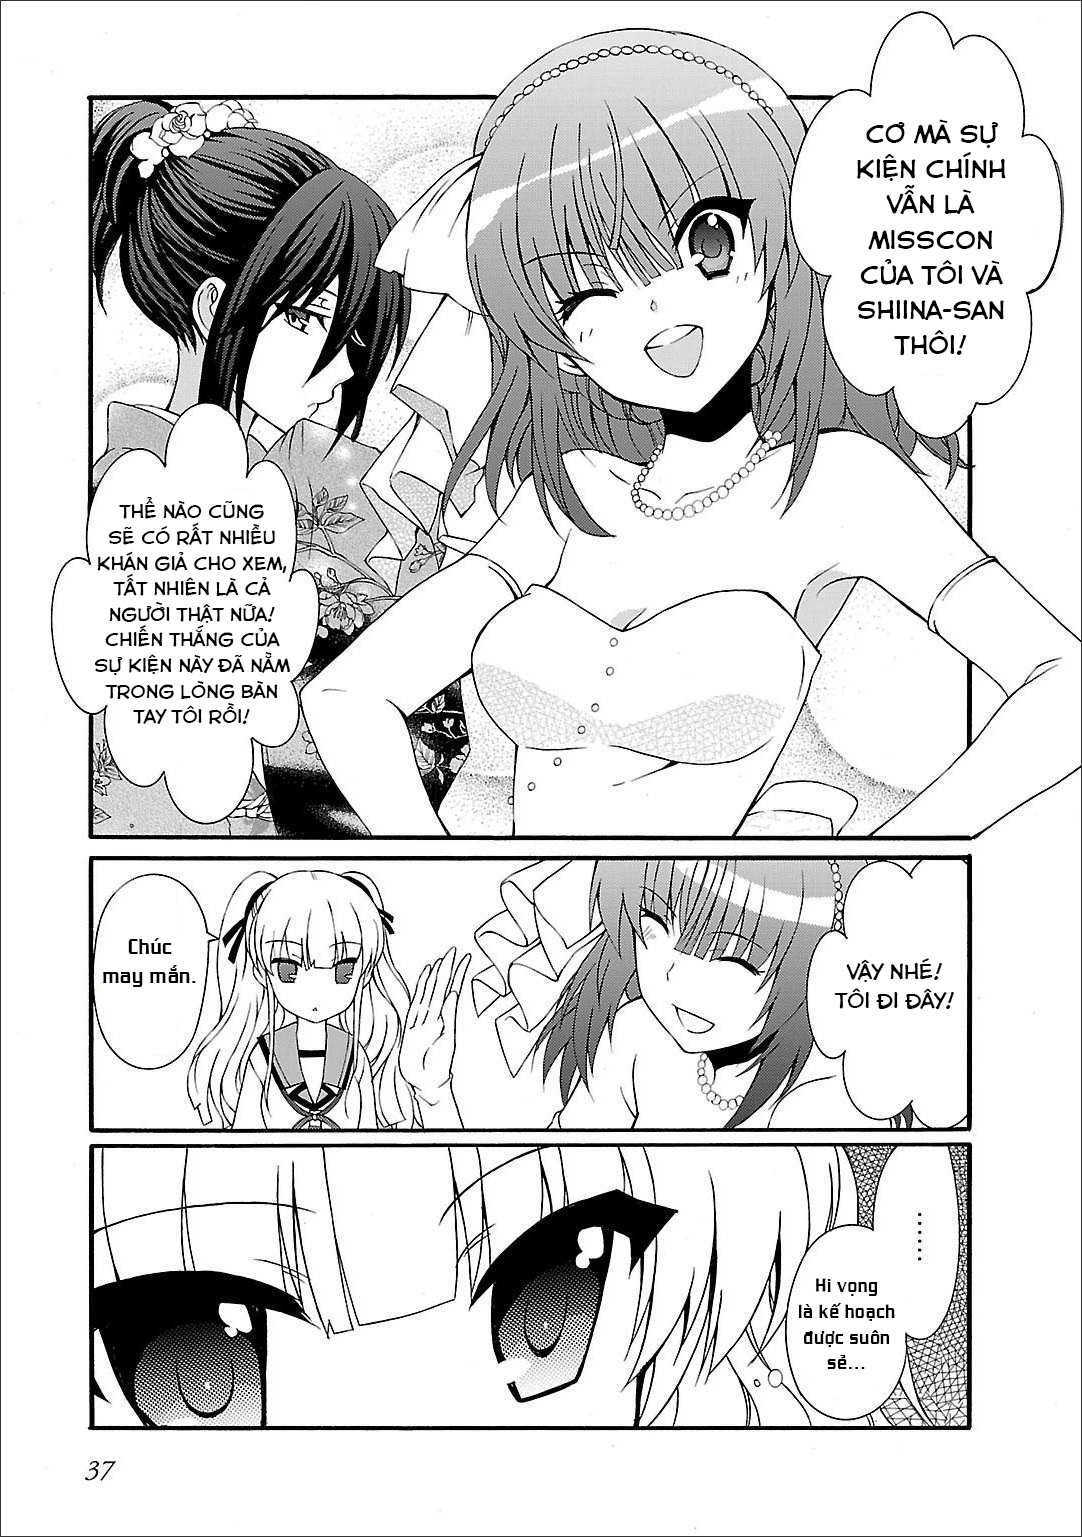 CƠ MÀ SỰ
KIỆN CHÍNH
VẪN LÀ
MISSCON
CỦA TÔI VÀ
SHIINA-SAN
THÔI!
THỂ NÀO CŨNG
SẼ CÓ RẤT NHIỀU
KHÁN GIẢ CHO XEM,
TẤT NHIÊN LÀ CẢ
NGƯỜI THẬT NỮA!
CHIẾN THẮNG CỦA
SỰ KIỆN NÀY ĐÃ NẰM
TRONG LÒNG BÀN
TAY TÔI RỒI!
VẬY NHÉ!
TÔI ĐI ĐÂY!
Chúc
may mắn.
......
Hi vọng
là kế hoạch
được suôn
sẻ...
37